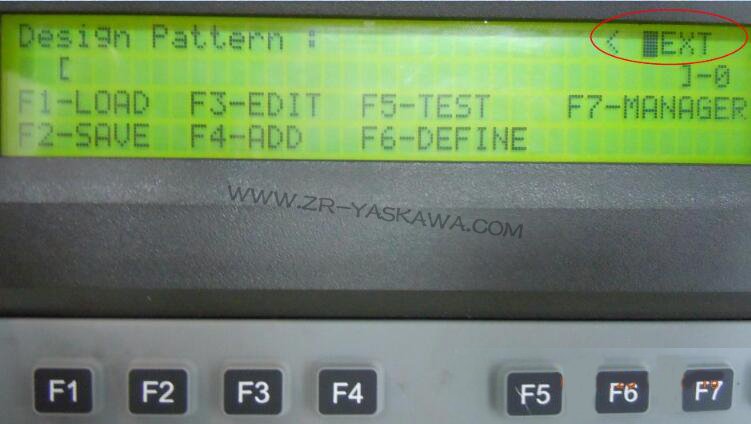 Design Pattern : < █EXT
[ ]-0
F1-LOAD F3-EDIT F5-TEST F7-MANAGER
F2-SAVE F4-ADD F6-DEFINE
WWW.ZR-YASKAWA.COM
F1 F2 F3 F4 F5 F6 F7